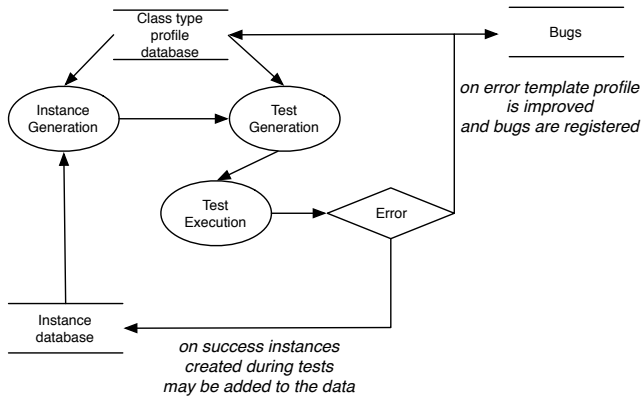 Class type
profile
database
Bugs
on error template profile
is improved
and bugs are registered
Instance
Generation
Test
Generation
Test
Execution
Error
Instance
database
on success instances
created during tests
may be added to the data